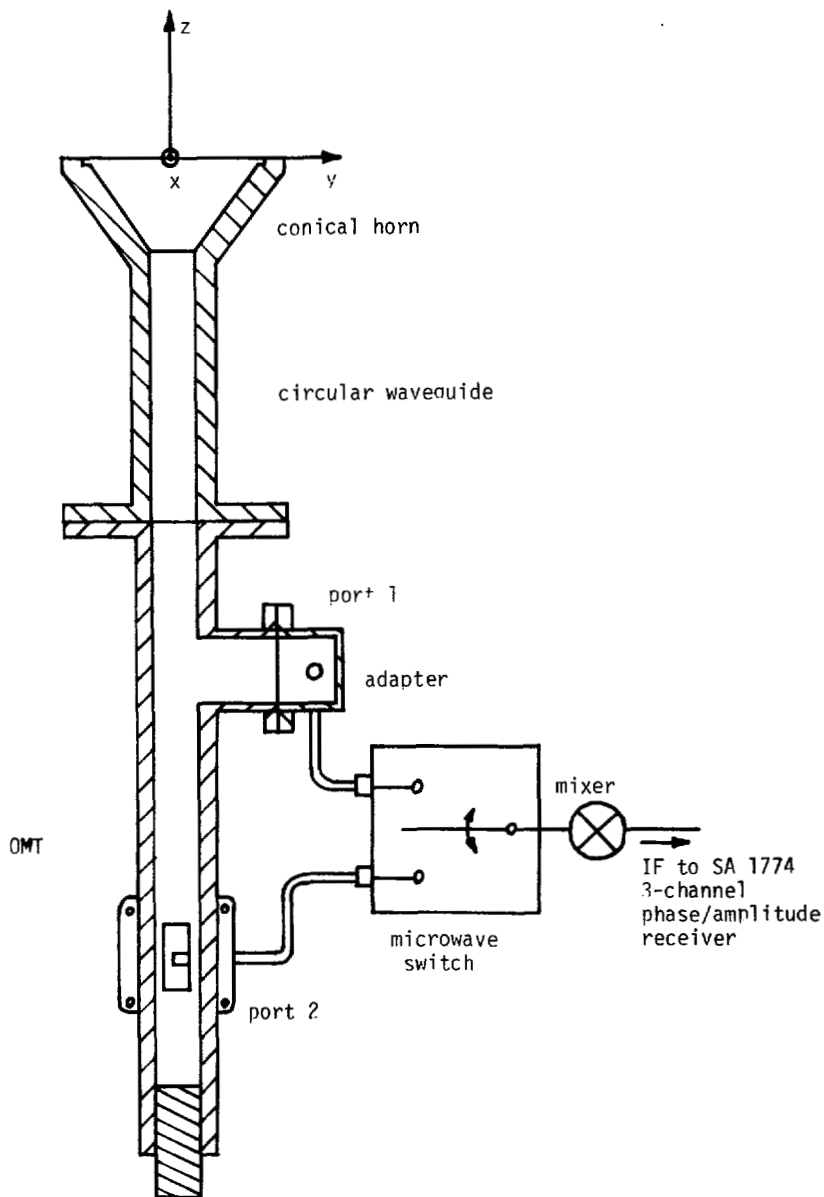 z
x
y
conical horn
circular waveguide
port 1
adapter
mixer
OMT
IF to SA 1774
3-channel
phase/amplitude
receiver
microwave
switch
port 2